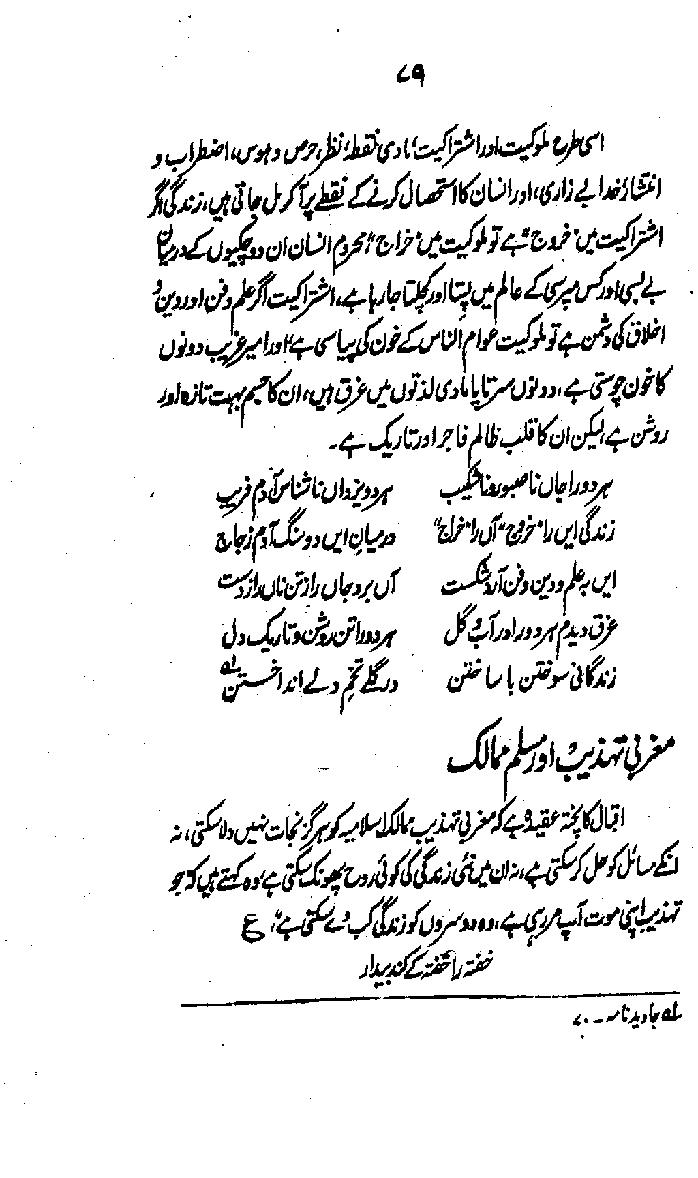 ۷۹
اسی طرح ملوکیت اور اشتراکیت مادی نقطۂ نظر، حرص و ہوس، اضطراب و
انتشار خدا بے زاری، اور انسان کا استحصال کرنے کے نقطے پر آکر مل جاتی ہیں، زندگی اگر
اشتراکیت میں "خروج" ہے تو ملوکیت میں "خراج" محروم انسان ان دو چکیوں کے درمیان
بے بسی اور کس مپرسی کے عالم میں پستا اور کچلتا جا رہا ہے، اشتراکیت اگر علم و فن اور دین و
اخلاق کی دشمن ہے تو ملوکیت عوام الناس کے خون کی پیاسی ہے اور امیر غریب دونوں
کا خون چوستی ہے، دونوں سرتاپا مادی لذتوں میں غرق ہیں، ان کا جسم بہت تازہ اور
روشن ہے لیکن ان کا قلب ظالم فاجر اور تاریک ہے۔
ہر دو را جاں ناصبور و ناشکیب ہر دو یزداں ناشناس آدم فریب
زندگی ایں را "خروج" آں را "خراج" درمیان ایں دو سنگ آدم زجاج
ایں بہ علم و دین و فن آرد شکست آں برد جاں را ز تن ناں را ز دست
غرق دیدم ہر دو را در آب و گل ہر دو را تن روشن و تاریک دل
زندگانی سوختن با ساختن در گلے تخم دلے انداختن ؎۱
مغربی تہذیب اور مسلم ممالک
اقبال کا پختہ عقیدہ ہے کہ مغربی تہذیب ممالک اسلامیہ کو ہرگز نجات نہیں دلا سکتی، نہ
انکے مسائل کو حل کر سکتی ہے، نہ ان میں نئی زندگی کی کوئی روح پھونک سکتی ہے، وہ کہتے ہیں کہ جو
تہذیب اپنی موت آپ مر رہی ہے، وہ دوسروں کو زندگی کب دے سکتی ہے، ع
خفتہ را خفتہ کے کند بیدار
؎۱ جاوید نامہ ۔ ۷۰